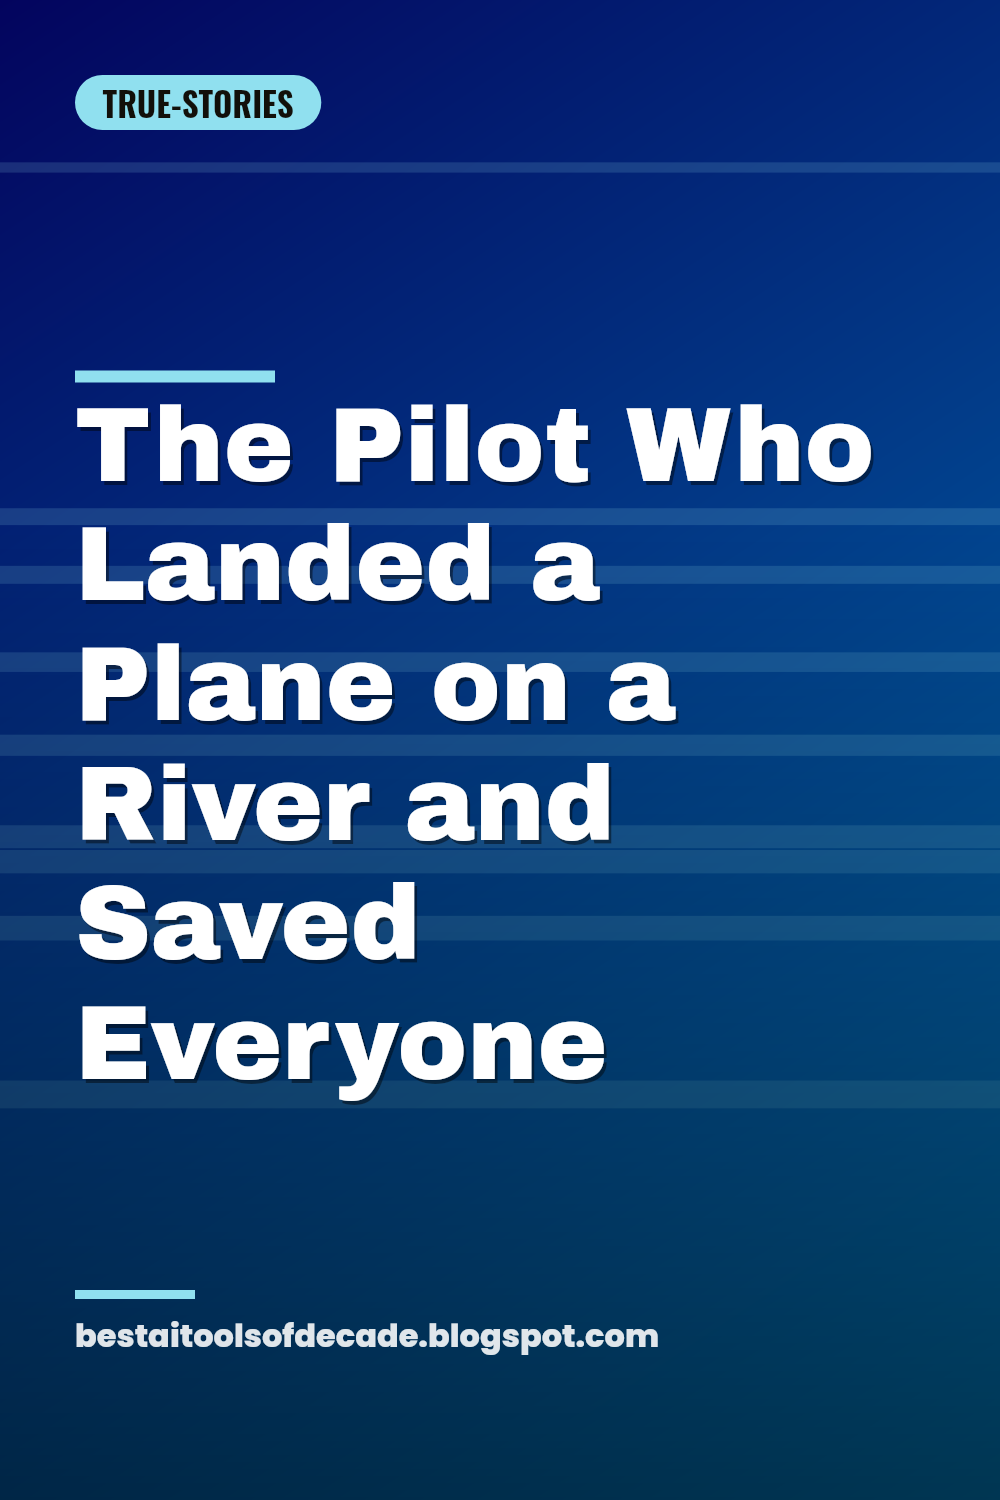 TRUE-STORIES
The Pilot Who
Landed a
Plane on a
River and
Saved
Everyone
bestaitoolsofdecade.blogspot.com